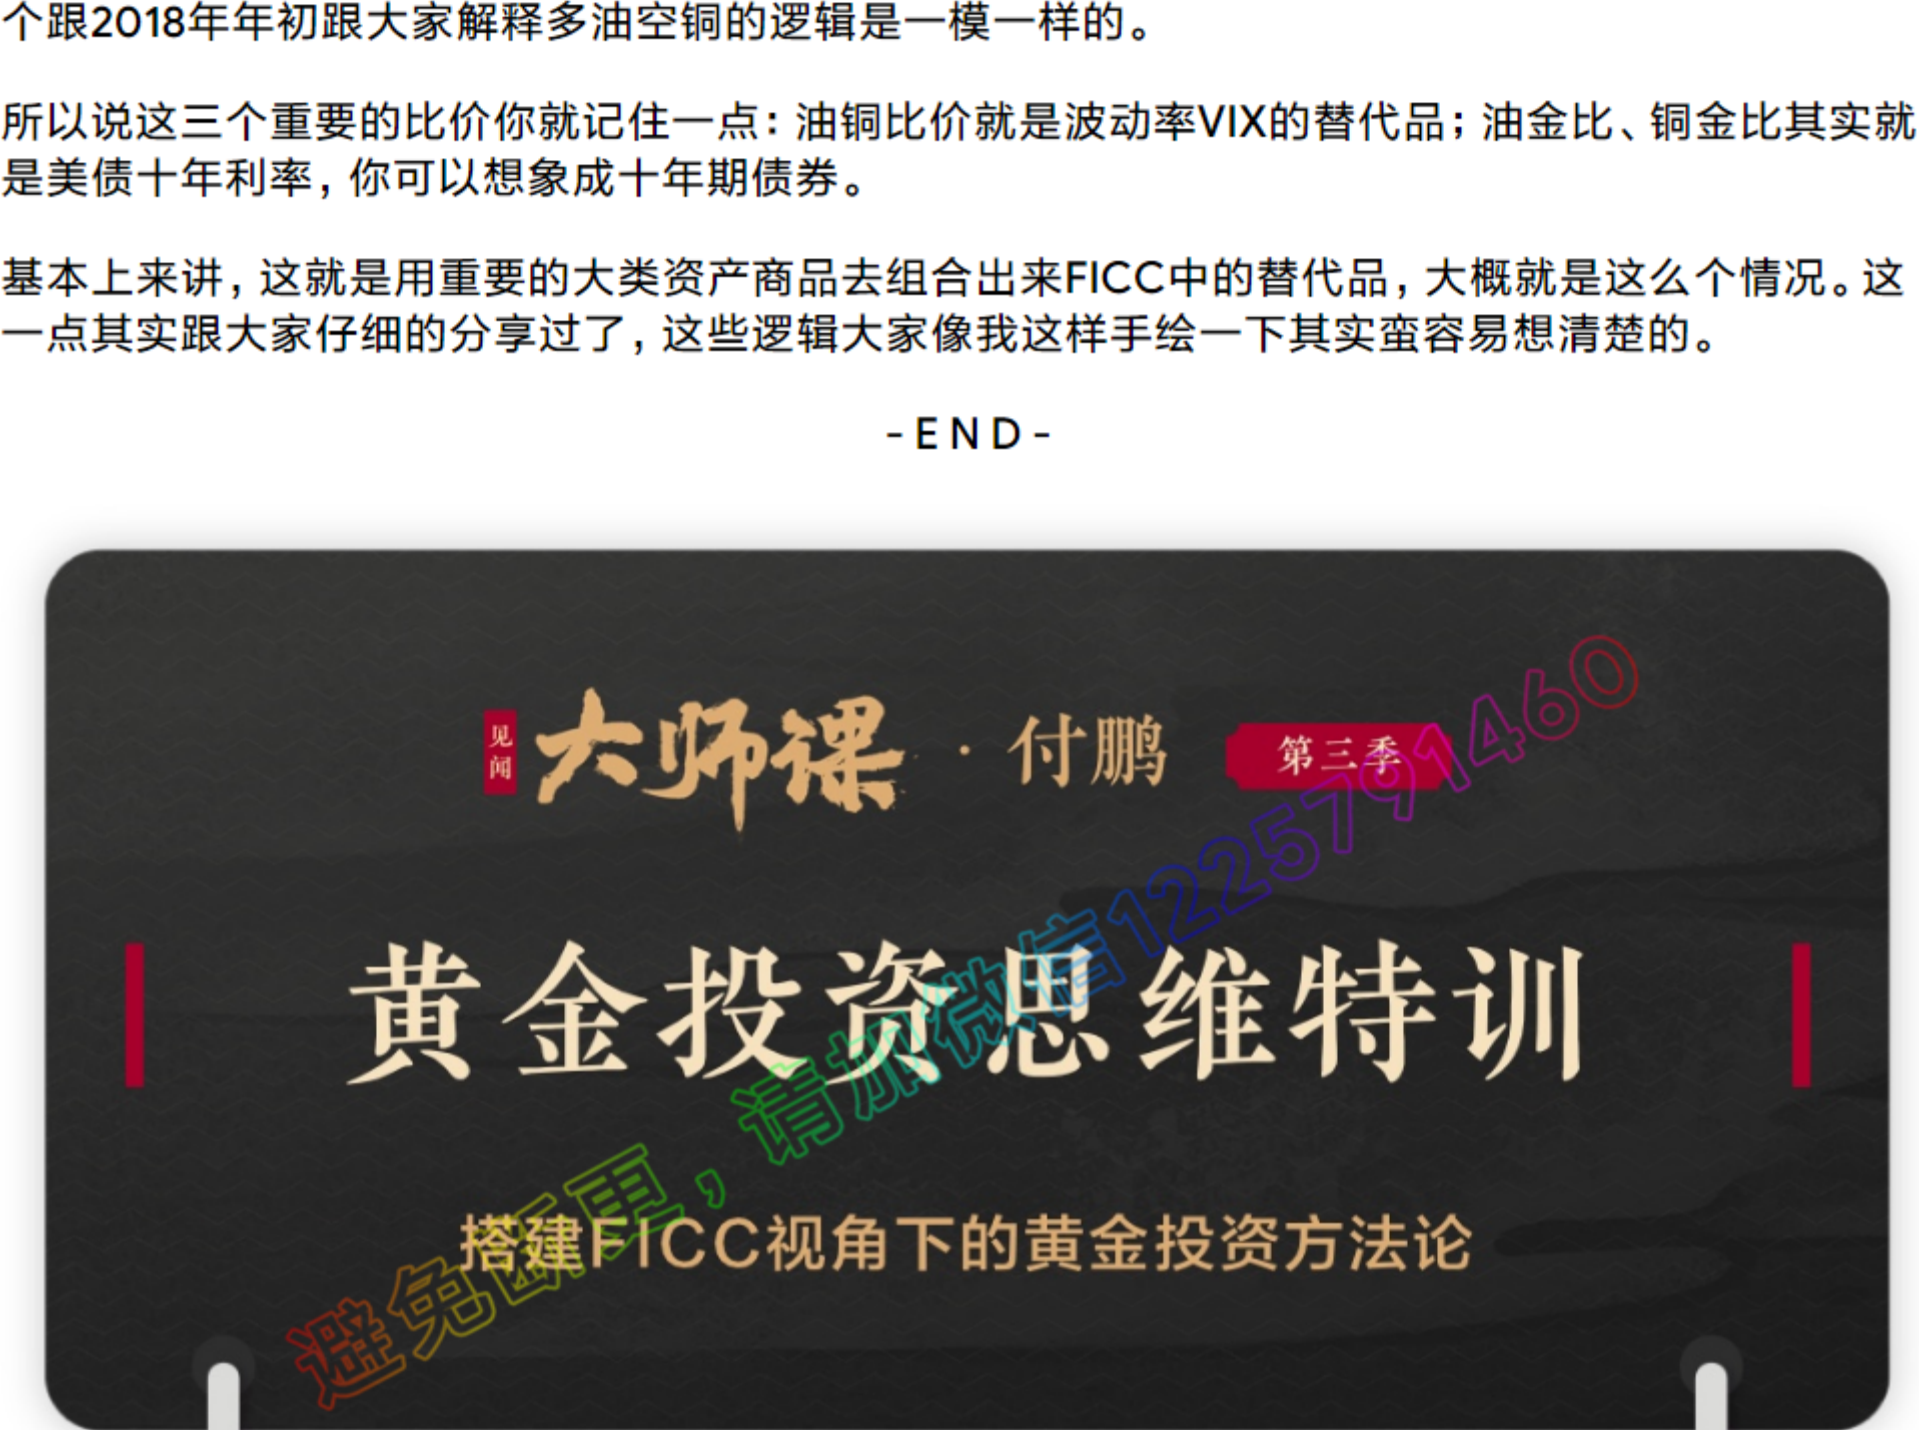 个跟2018年年初跟大家解释多油空铜的逻辑是一模一样的。
所以说这三个重要的比价你就记住一点：油铜比价就是波动率VIX的替代品；油金比、铜金比其实就
是美债十年利率，你可以想象成十年期债券。
基本上来讲，这就是用重要的大类资产商品去组合出来FICC中的替代品，大概就是这么个情况。这
一点其实跟大家仔细的分享过了，这些逻辑大家像我这样手绘一下其实蛮容易想清楚的。
-END-
见闻 大师课 · 付鹏 第三季
黄金投资思维特训
搭建FICC视角下的黄金投资方法论
避免断更，请加微信1225791460